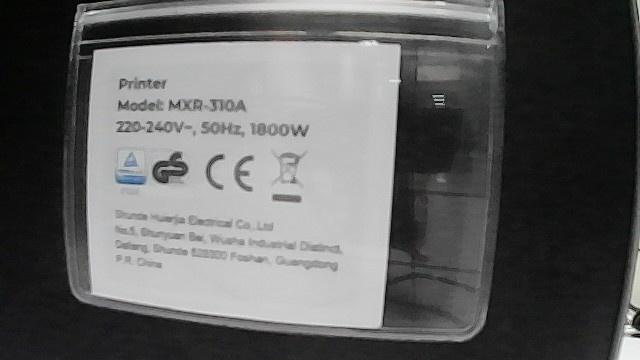 Printer
Model: MXR-310A
220-240V~, 50Hz, 1800W
CE
Shunde Huanjia Electrical Co., Ltd
No.5, Shunyuan Bei, Wusha Industrial District,
Daliang, Shunde 528300 Foshan, Guangdong
P.R. China